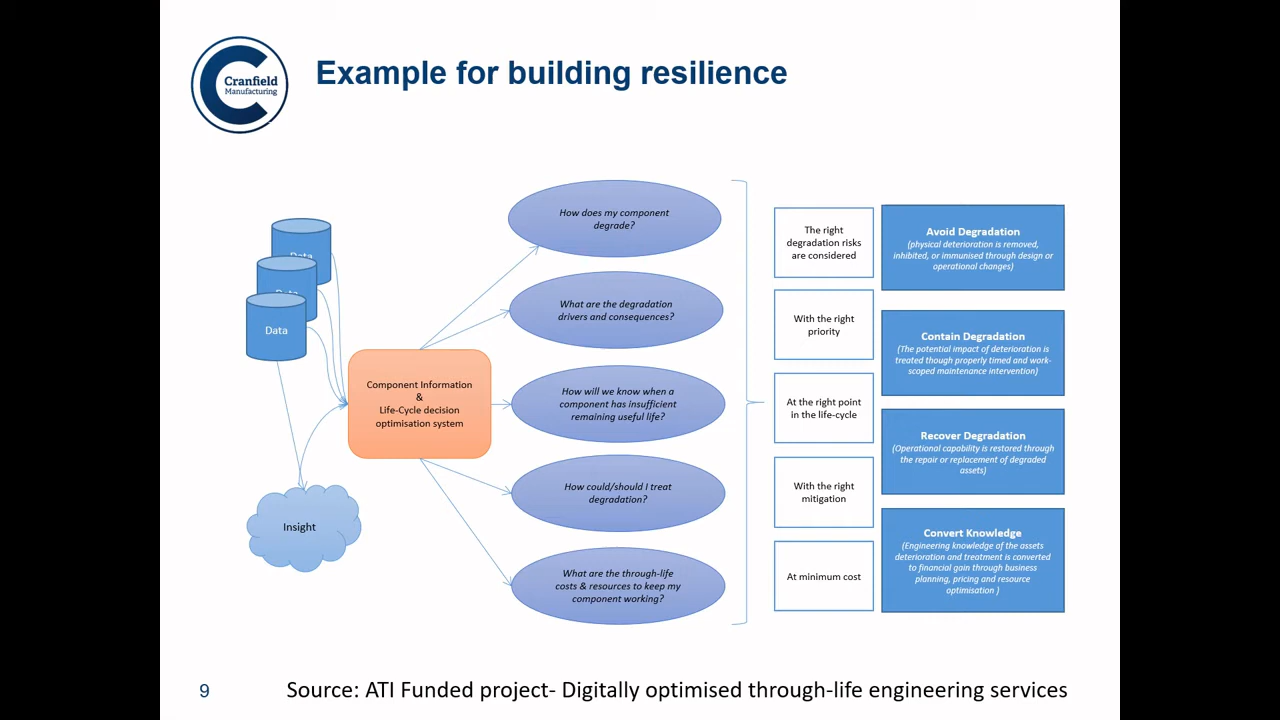 Cranfield
Manufacturing
Example for building resilience
Data
Data
Data
Insight
Component Information
&
Life-Cycle decision
optimisation system
How does my component
degrade?
What are the degradation
drivers and consequences?
How will we know when a
component has insufficient
remaining useful life?
How could/should I treat
degradation?
What are the through-life
costs & resources to keep my
component working?
The right
degradation risks
are considered
With the right
priority
At the right point
in the life-cycle
With the right
mitigation
At minimum cost
Avoid Degradation
(physical deterioration is removed,
inhibited, or immunised through design or
operational changes)
Contain Degradation
(The potential impact of deterioration is
treated though properly timed and work-
scoped maintenance intervention)
Recover Degradation
(Operational capability is restored through
the repair or replacement of degraded
assets)
Convert Knowledge
(Engineering knowledge of the assets
deterioration and treatment is converted
to financial gain through business
planning, pricing and resource
optimisation )
9
Source: ATI Funded project- Digitally optimised through-life engineering services